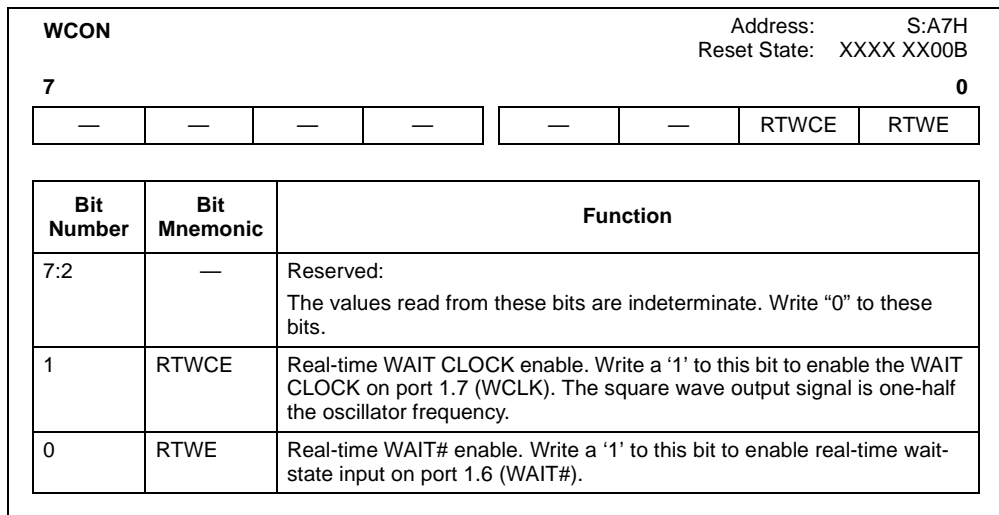 WCON Address: S:A7H
Reset State: XXXX XX00B
7 0
— — — — — — RTWCE RTWE
Bit Number Bit Mnemonic Function
7:2 — Reserved:
The values read from these bits are indeterminate. Write “0” to these
bits.
1 RTWCE Real-time WAIT CLOCK enable. Write a ‘1’ to this bit to enable the WAIT
CLOCK on port 1.7 (WCLK). The square wave output signal is one-half
the oscillator frequency.
0 RTWE Real-time WAIT# enable. Write a ‘1’ to this bit to enable real-time wait-
state input on port 1.6 (WAIT#).